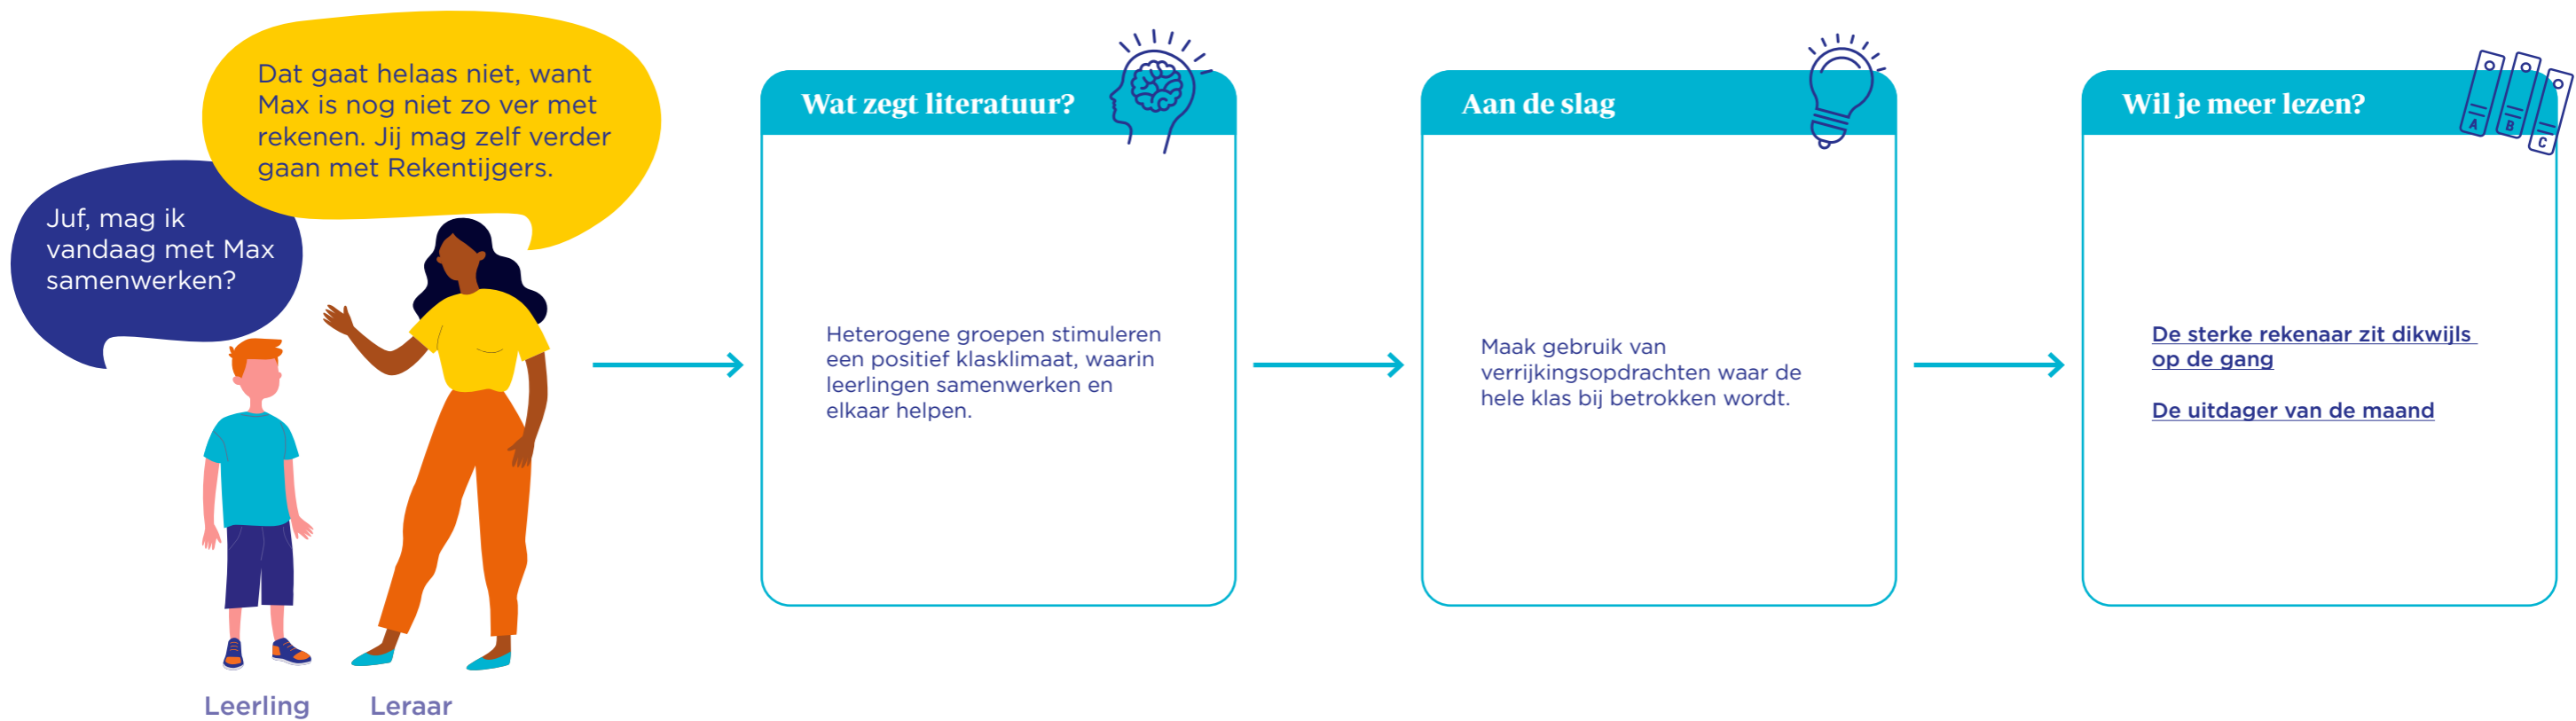 Juf, mag ik
vandaag met Max
samenwerken?
Dat gaat helaas niet, want
Max is nog niet zo ver met
rekenen. Jij mag zelf verder
gaan met Rekentijgers.
Leerling
Leraar
Wat zegt literatuur?
Heterogene groepen stimuleren
een positief klasklimaat, waarin
leerlingen samenwerken en
elkaar helpen.
Aan de slag
Maak gebruik van
verrijkingsopdrachten waar de
hele klas bij betrokken wordt.
Wil je meer lezen?
A
B
C
De sterke rekenaar zit dikwijls
op de gang
De uitdager van de maand